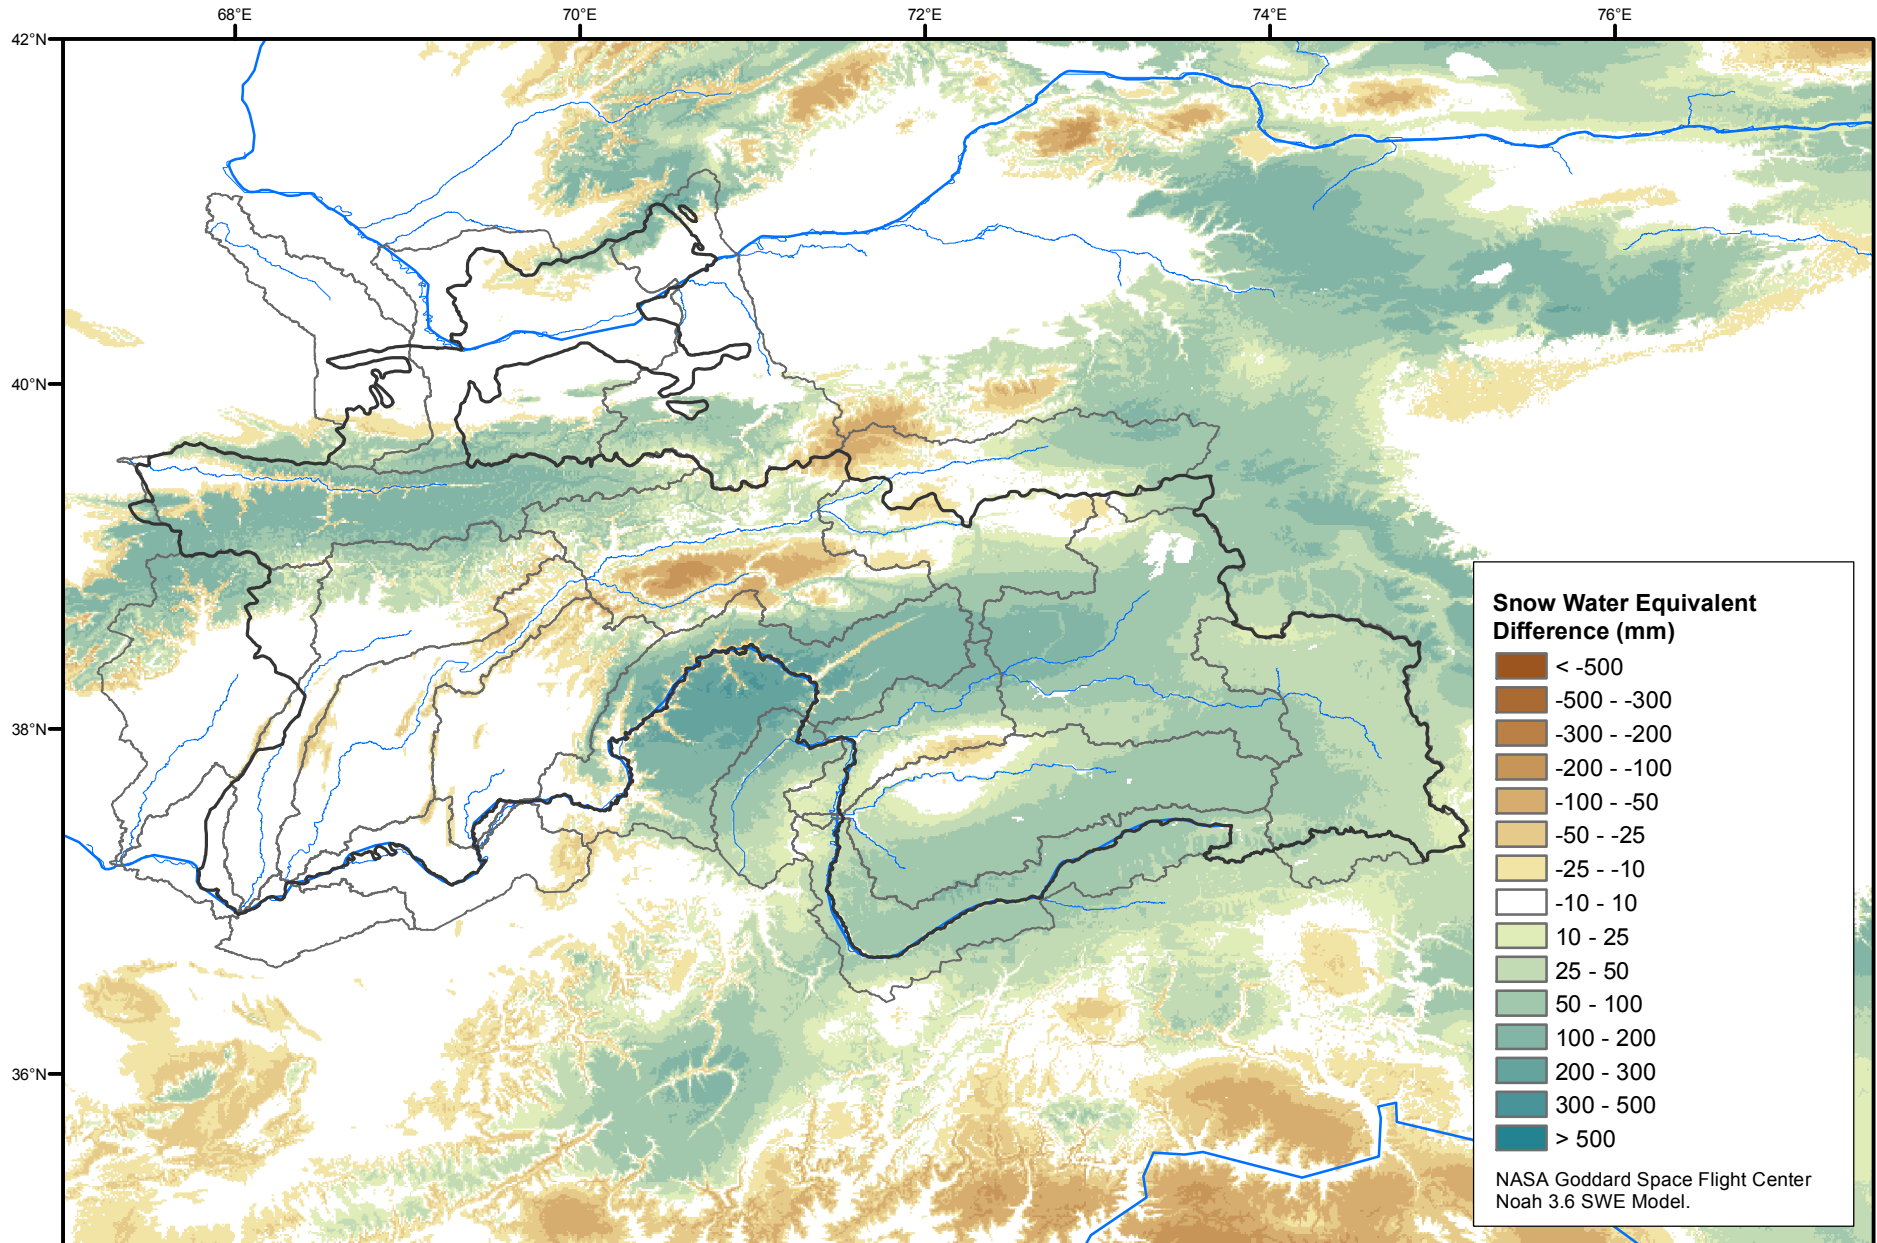 68°E 70°E 72°E 74°E 76°E
42°N
40°N
38°N
36°N
Snow Water Equivalent
Difference (mm)
< -500
-500 - -300
-300 - -200
-200 - -100
-100 - -50
-50 - -25
-25 - -10
-10 - 10
10 - 25
25 - 50
50 - 100
100 - 200
200 - 300
300 - 500
> 500
NASA Goddard Space Flight Center
Noah 3.6 SWE Model.